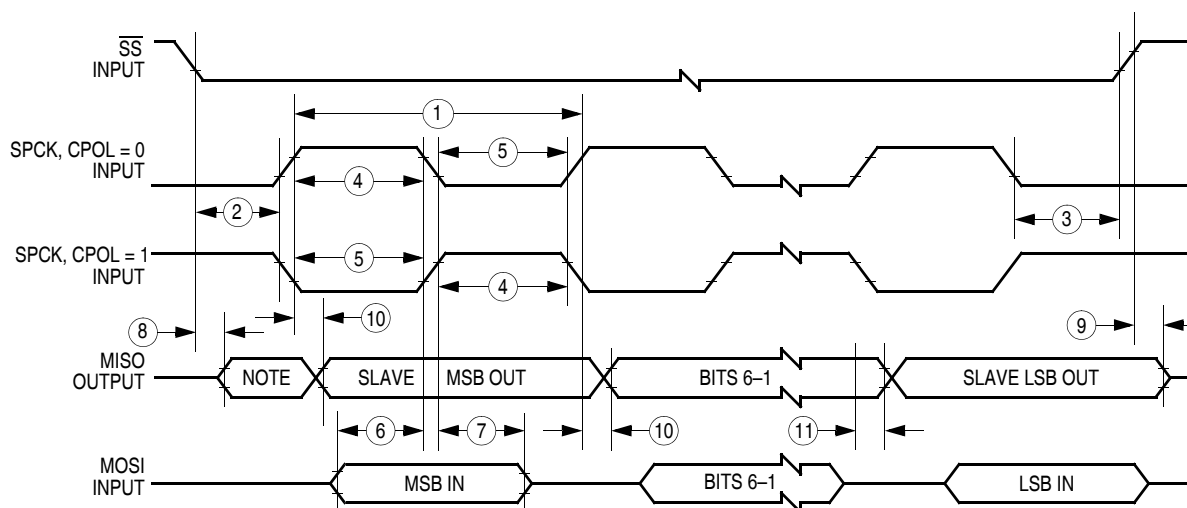 SS
INPUT
1
SPCK, CPOL = 0
INPUT
5
4
2
3
SPCK, CPOL = 1
INPUT
5
4
8
10
9
MISO
OUTPUT
NOTE
SLAVE
MSB OUT
BITS 6–1
SLAVE LSB OUT
6
7
10
11
MOSI
INPUT
MSB IN
BITS 6–1
LSB IN